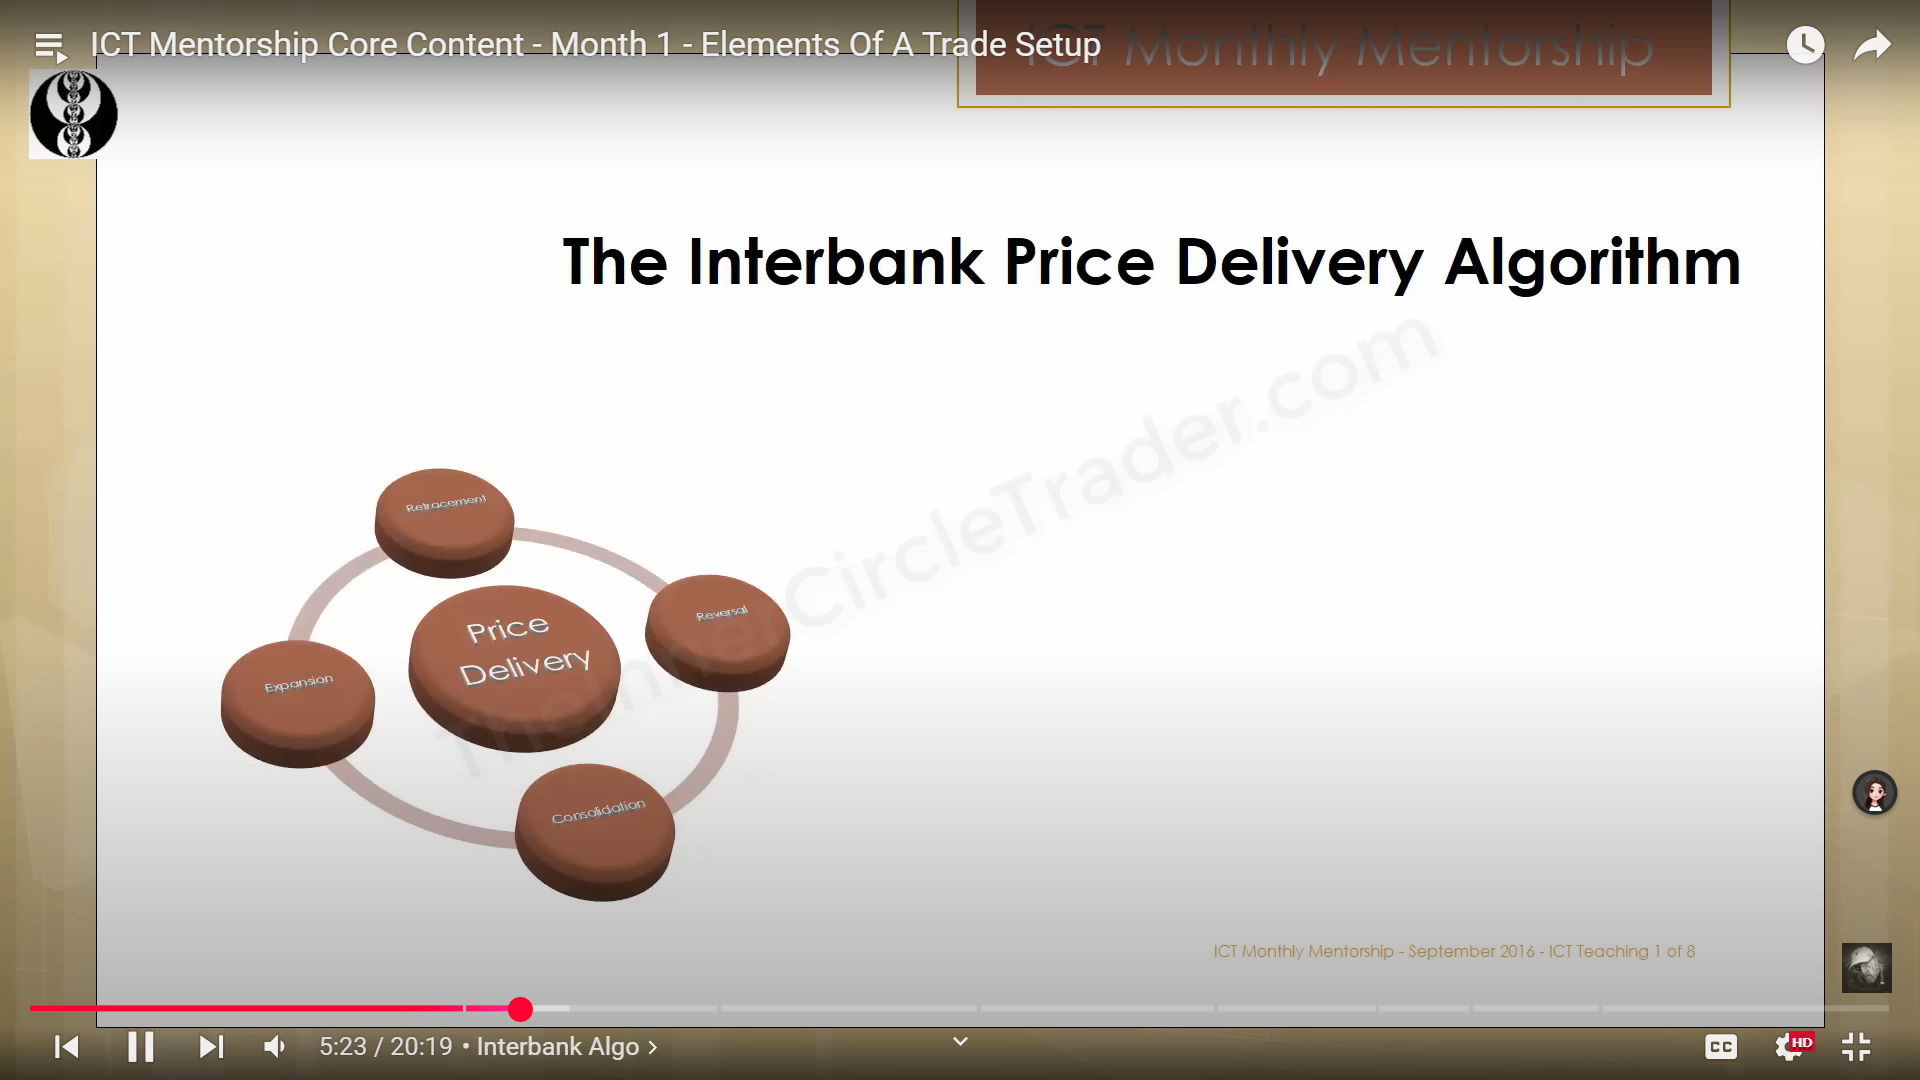 ICT Mentorship Core Content - Month 1 - Elements Of A Trade Setup
ICT Monthly Mentorship
The Interbank Price Delivery Algorithm
TheInnerCircleTrader.com
Retracement
Reversal
Price
Delivery
Expansion
Consolidation
ICT Monthly Mentorship - September 2016 - ICT Teaching 1 of 8
5:23 / 20:19 • Interbank Algo
CC
HD